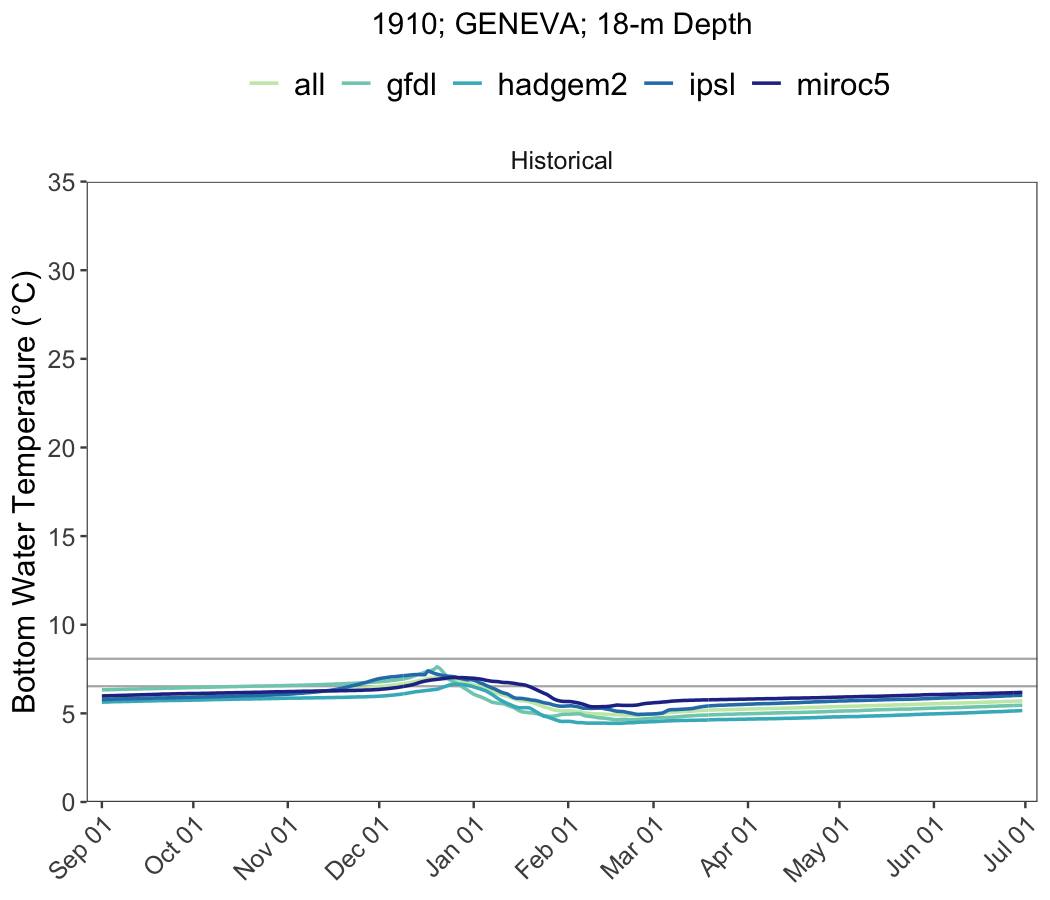 1910; GENEVA; 18-m Depth
all gfdl hadgem2 ipsl miroc5
Historical
Bottom Water Temperature (°C)
35
30
25
20
15
10
5
0
Sep 01 Oct 01 Nov 01 Dec 01 Jan 01 Feb 01 Mar 01 Apr 01 May 01 Jun 01 Jul 01